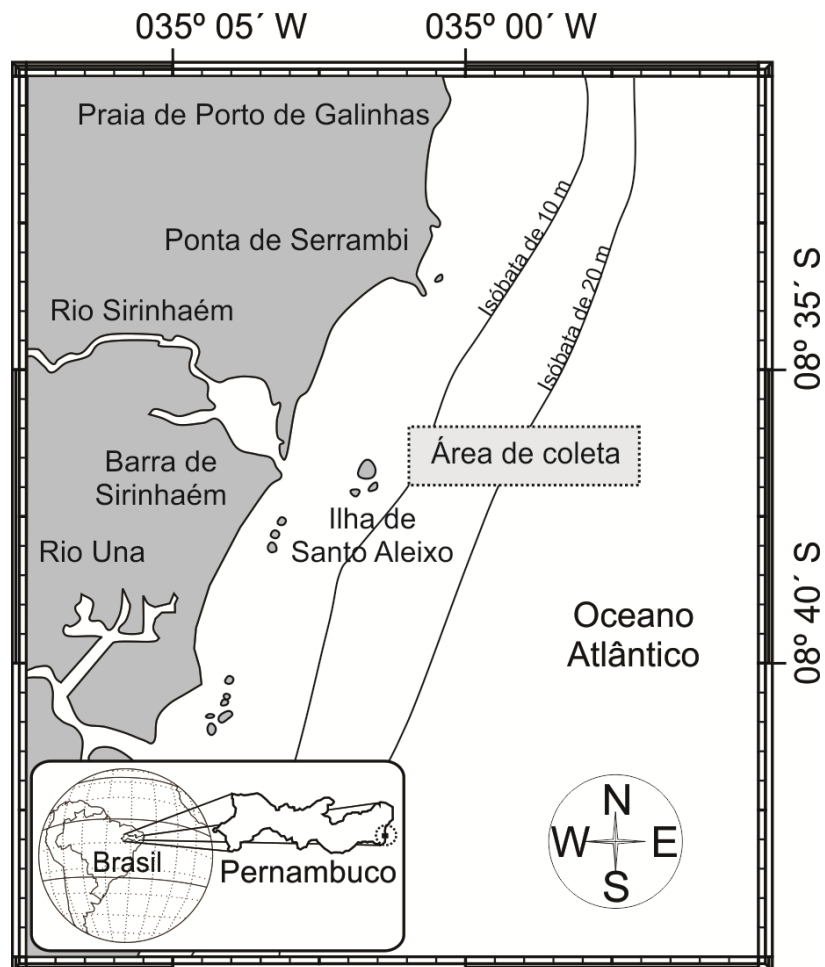 035º 05´ W
035º 00´ W
Praia de Porto de Galinhas
Isóbata de 10 m
Ponta de Serrambi
Isóbata de 20 m
08º 35´ S
Rio Sirinhaém
Área de coleta
Barra de
Sirinhaém
Ilha de
Santo Aleixo
Rio Una
08º 40´ S
Oceano
Atlântico
Brasil
Pernambuco
N
W
E
S